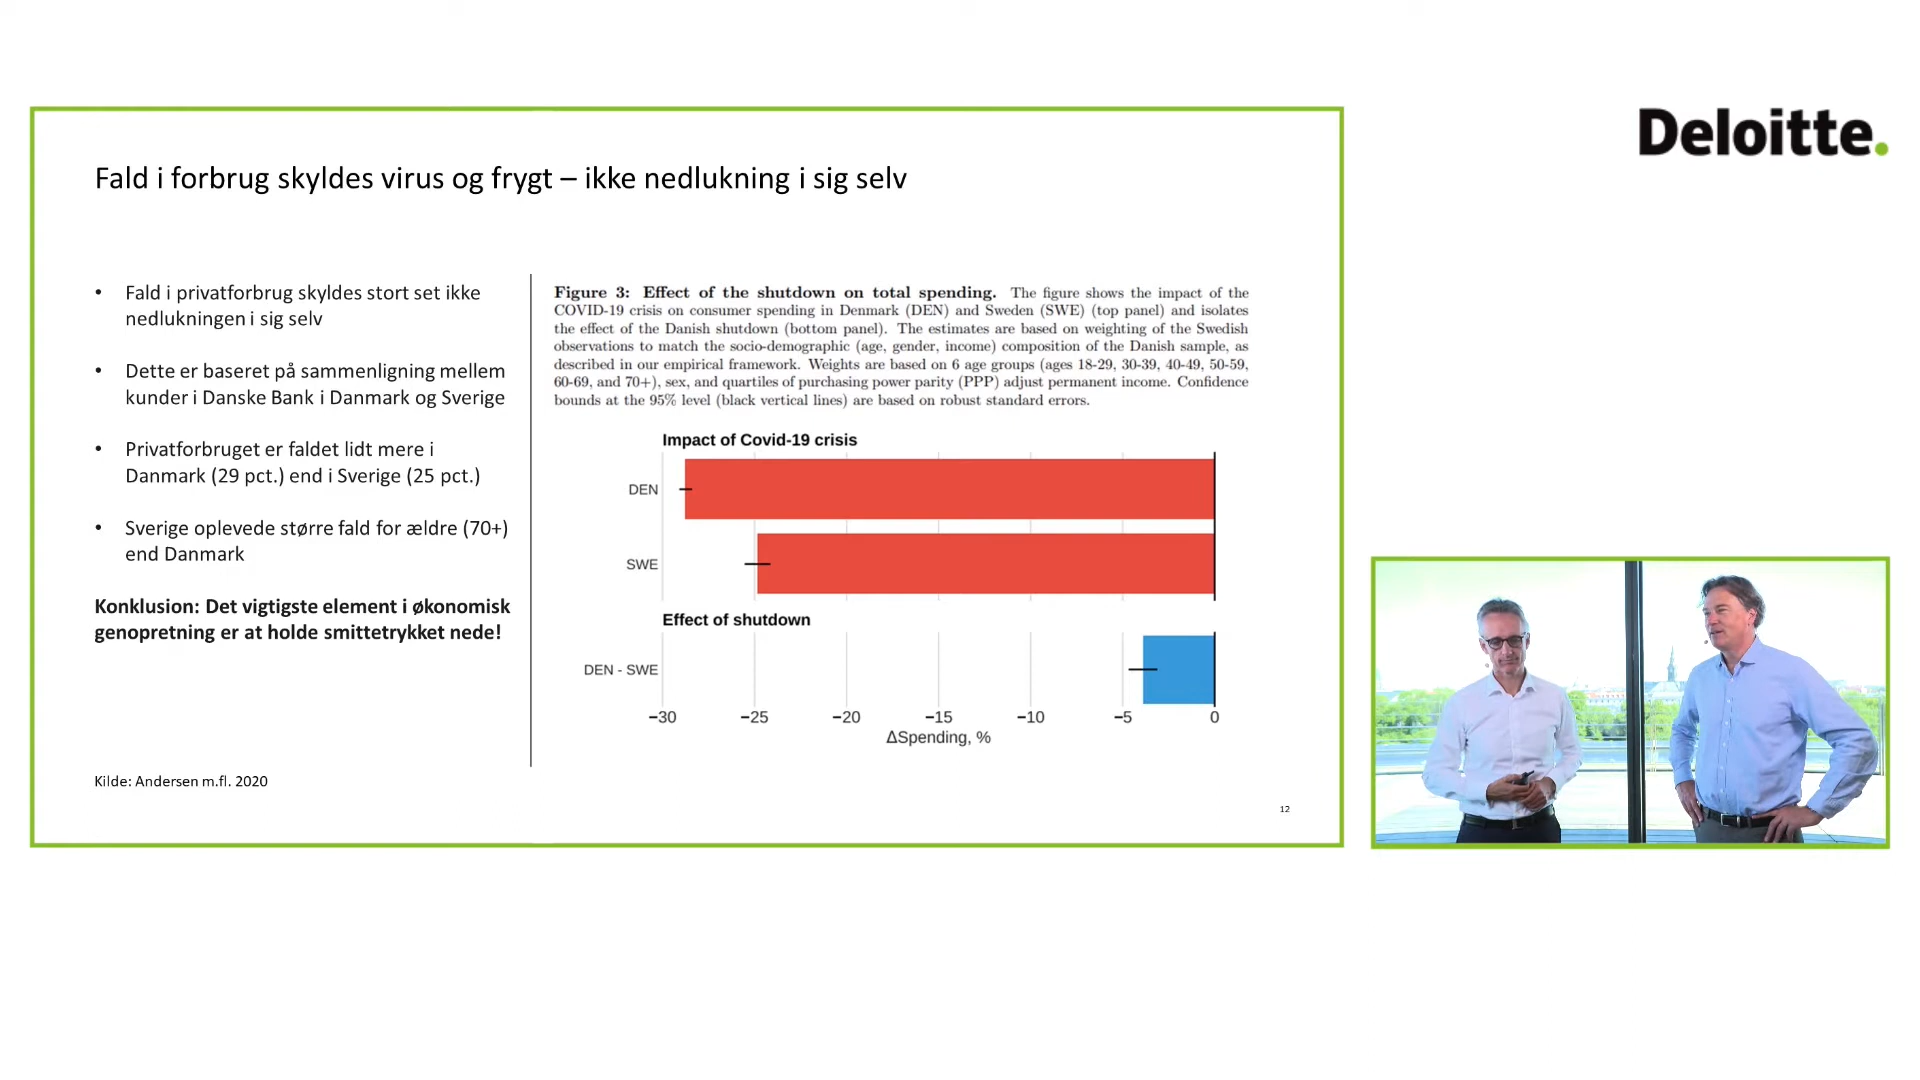 Deloitte.
Fald i forbrug skyldes virus og frygt – ikke nedlukning i sig selv
• Fald i privatforbrug skyldes stort set ikke
nedlukningen i sig selv
• Dette er baseret på sammenligning mellem
kunder i Danske Bank i Danmark og Sverige
• Privatforbruget er faldet lidt mere i
Danmark (29 pct.) end i Sverige (25 pct.)
• Sverige oplevede større fald for ældre (70+)
end Danmark
Konklusion: Det vigtigste element i økonomisk
genopretning er at holde smittetrykket nede!
Kilde: Andersen m.fl. 2020
Figure 3: Effect of the shutdown on total spending. The figure shows the impact of the
COVID-19 crisis on consumer spending in Denmark (DEN) and Sweden (SWE) (top panel) and isolates
the effect of the Danish shutdown (bottom panel). The estimates are based on weighting of the Swedish
observations to match the socio-demographic (age, gender, income) composition of the Danish sample, as
described in our empirical framework. Weights are based on 6 age groups (ages 18-29, 30-39, 40-49, 50-59,
60-69, and 70+), sex, and quartiles of purchasing power parity (PPP) adjust permanent income. Confidence
bounds at the 95% level (black vertical lines) are based on robust standard errors.
Impact of Covid-19 crisis
DEN
SWE
Effect of shutdown
DEN - SWE
−30 −25 −20 −15 −10 −5 0
ΔSpending, %
12